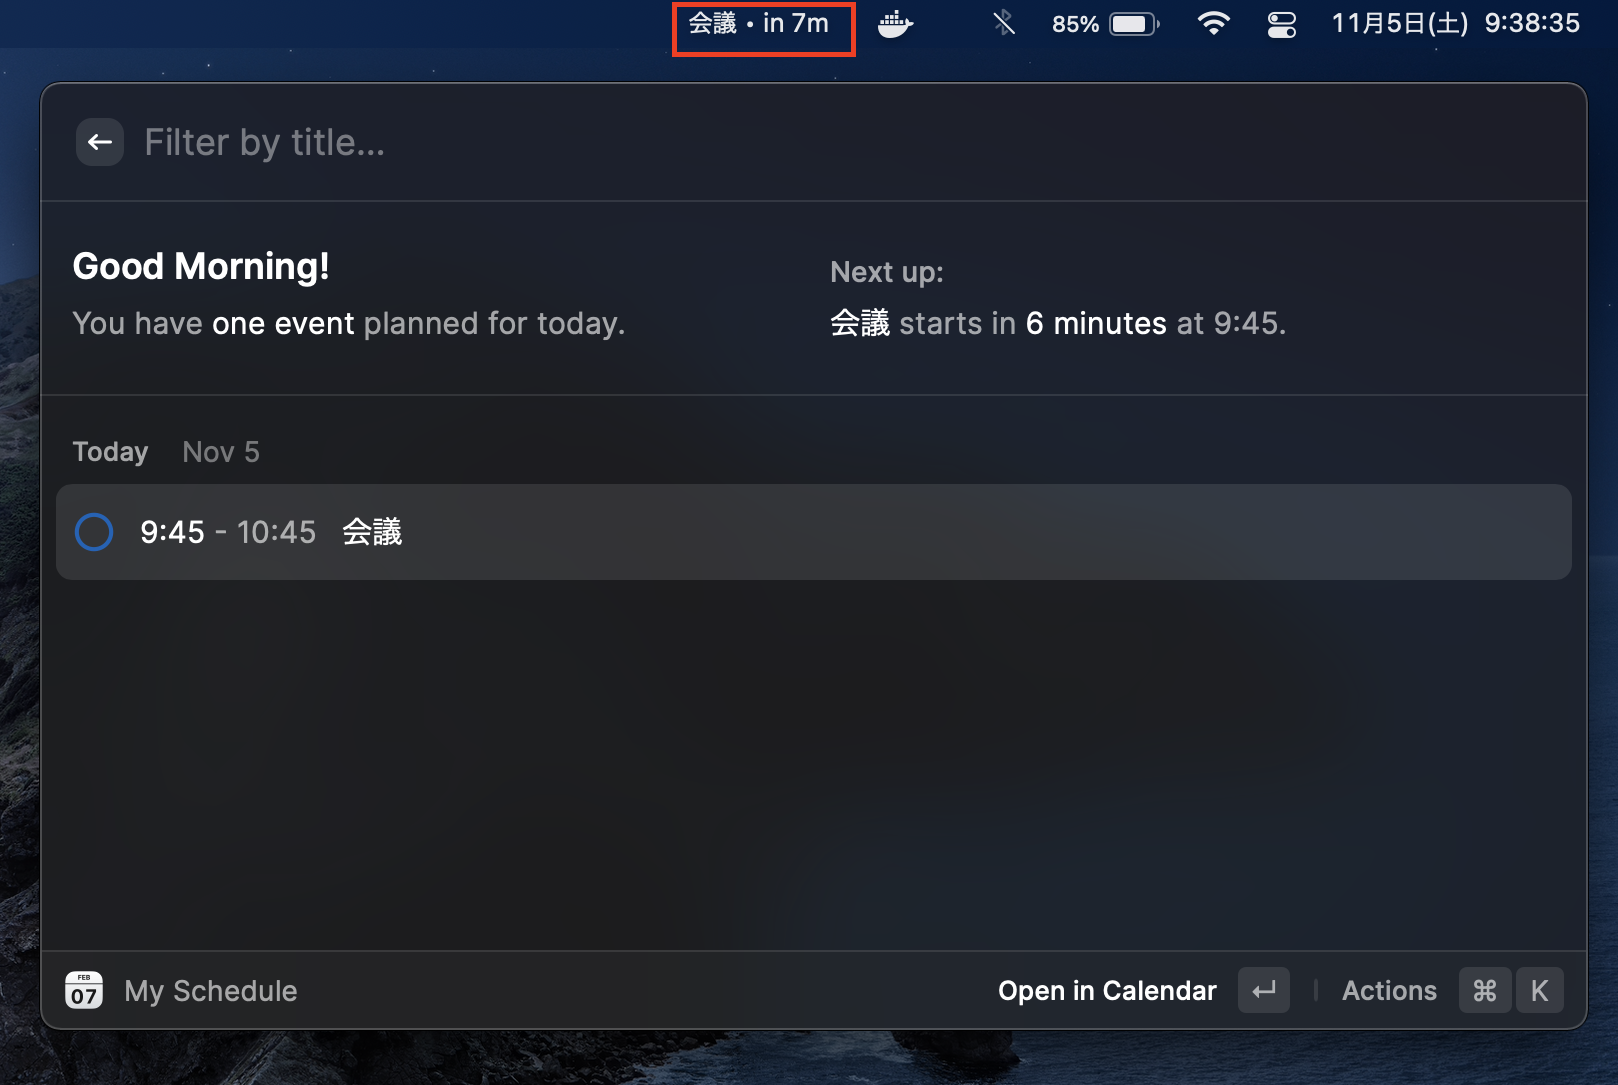 会議 • in 7m 85% 11月5日(土) 9:38:35
Filter by title...
Good Morning!
You have one event planned for today.
Next up:
会議 starts in 6 minutes at 9:45.
Today Nov 5
9:45 - 10:45 会議
FEB
07
My Schedule
Open in Calendar ↵ Actions ⌘ K